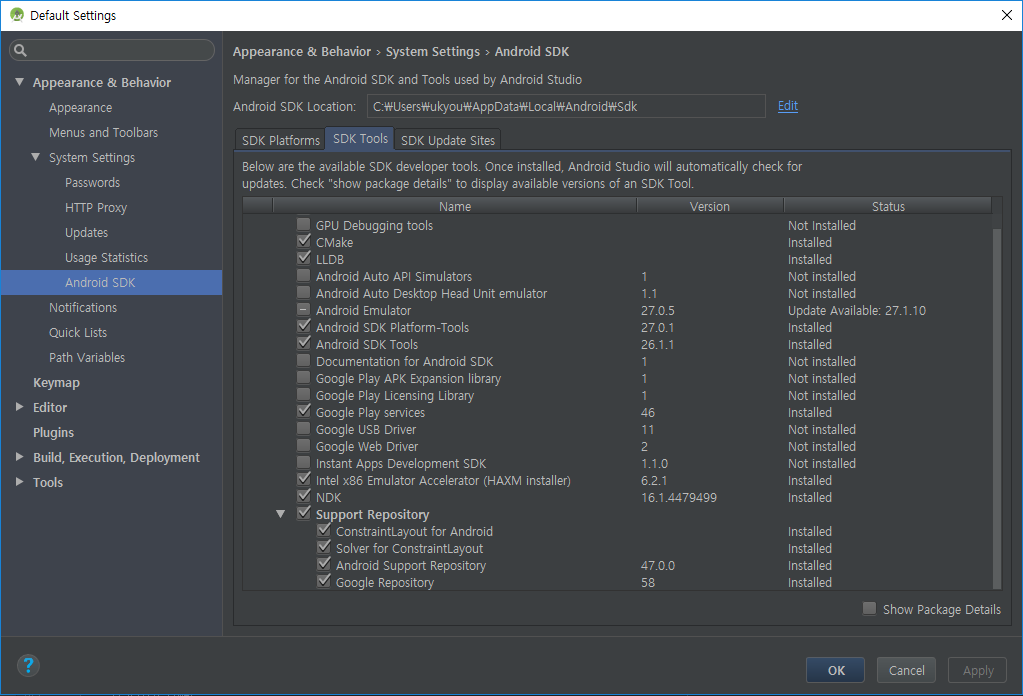 Default Settings
Appearance & Behavior
Appearance
Menus and Toolbars
System Settings
Passwords
HTTP Proxy
Updates
Usage Statistics
Android SDK
Notifications
Quick Lists
Path Variables
Keymap
Editor
Plugins
Build, Execution, Deployment
Tools
Appearance & Behavior › System Settings › Android SDK
Manager for the Android SDK and Tools used by Android Studio
Android SDK Location: C:₩Users₩ukyou₩AppData₩Local₩Android₩Sdk Edit
SDK Platforms SDK Tools SDK Update Sites
Below are the available SDK developer tools. Once installed, Android Studio will automatically check for
updates. Check "show package details" to display available versions of an SDK Tool.
Name Version Status
GPU Debugging tools Not Installed
CMake Installed
LLDB Installed
Android Auto API Simulators 1 Not installed
Android Auto Desktop Head Unit emulator 1.1 Not installed
Android Emulator 27.0.5 Update Available: 27.1.10
Android SDK Platform-Tools 27.0.1 Installed
Android SDK Tools 26.1.1 Installed
Documentation for Android SDK 1 Not installed
Google Play APK Expansion library 1 Not installed
Google Play Licensing Library 1 Not installed
Google Play services 46 Installed
Google USB Driver 11 Not installed
Google Web Driver 2 Not installed
Instant Apps Development SDK 1.1.0 Not installed
Intel x86 Emulator Accelerator (HAXM installer) 6.2.1 Installed
NDK 16.1.4479499 Installed
Support Repository
ConstraintLayout for Android Installed
Solver for ConstraintLayout Installed
Android Support Repository 47.0.0 Installed
Google Repository 58 Installed
Show Package Details
?
OK Cancel Apply